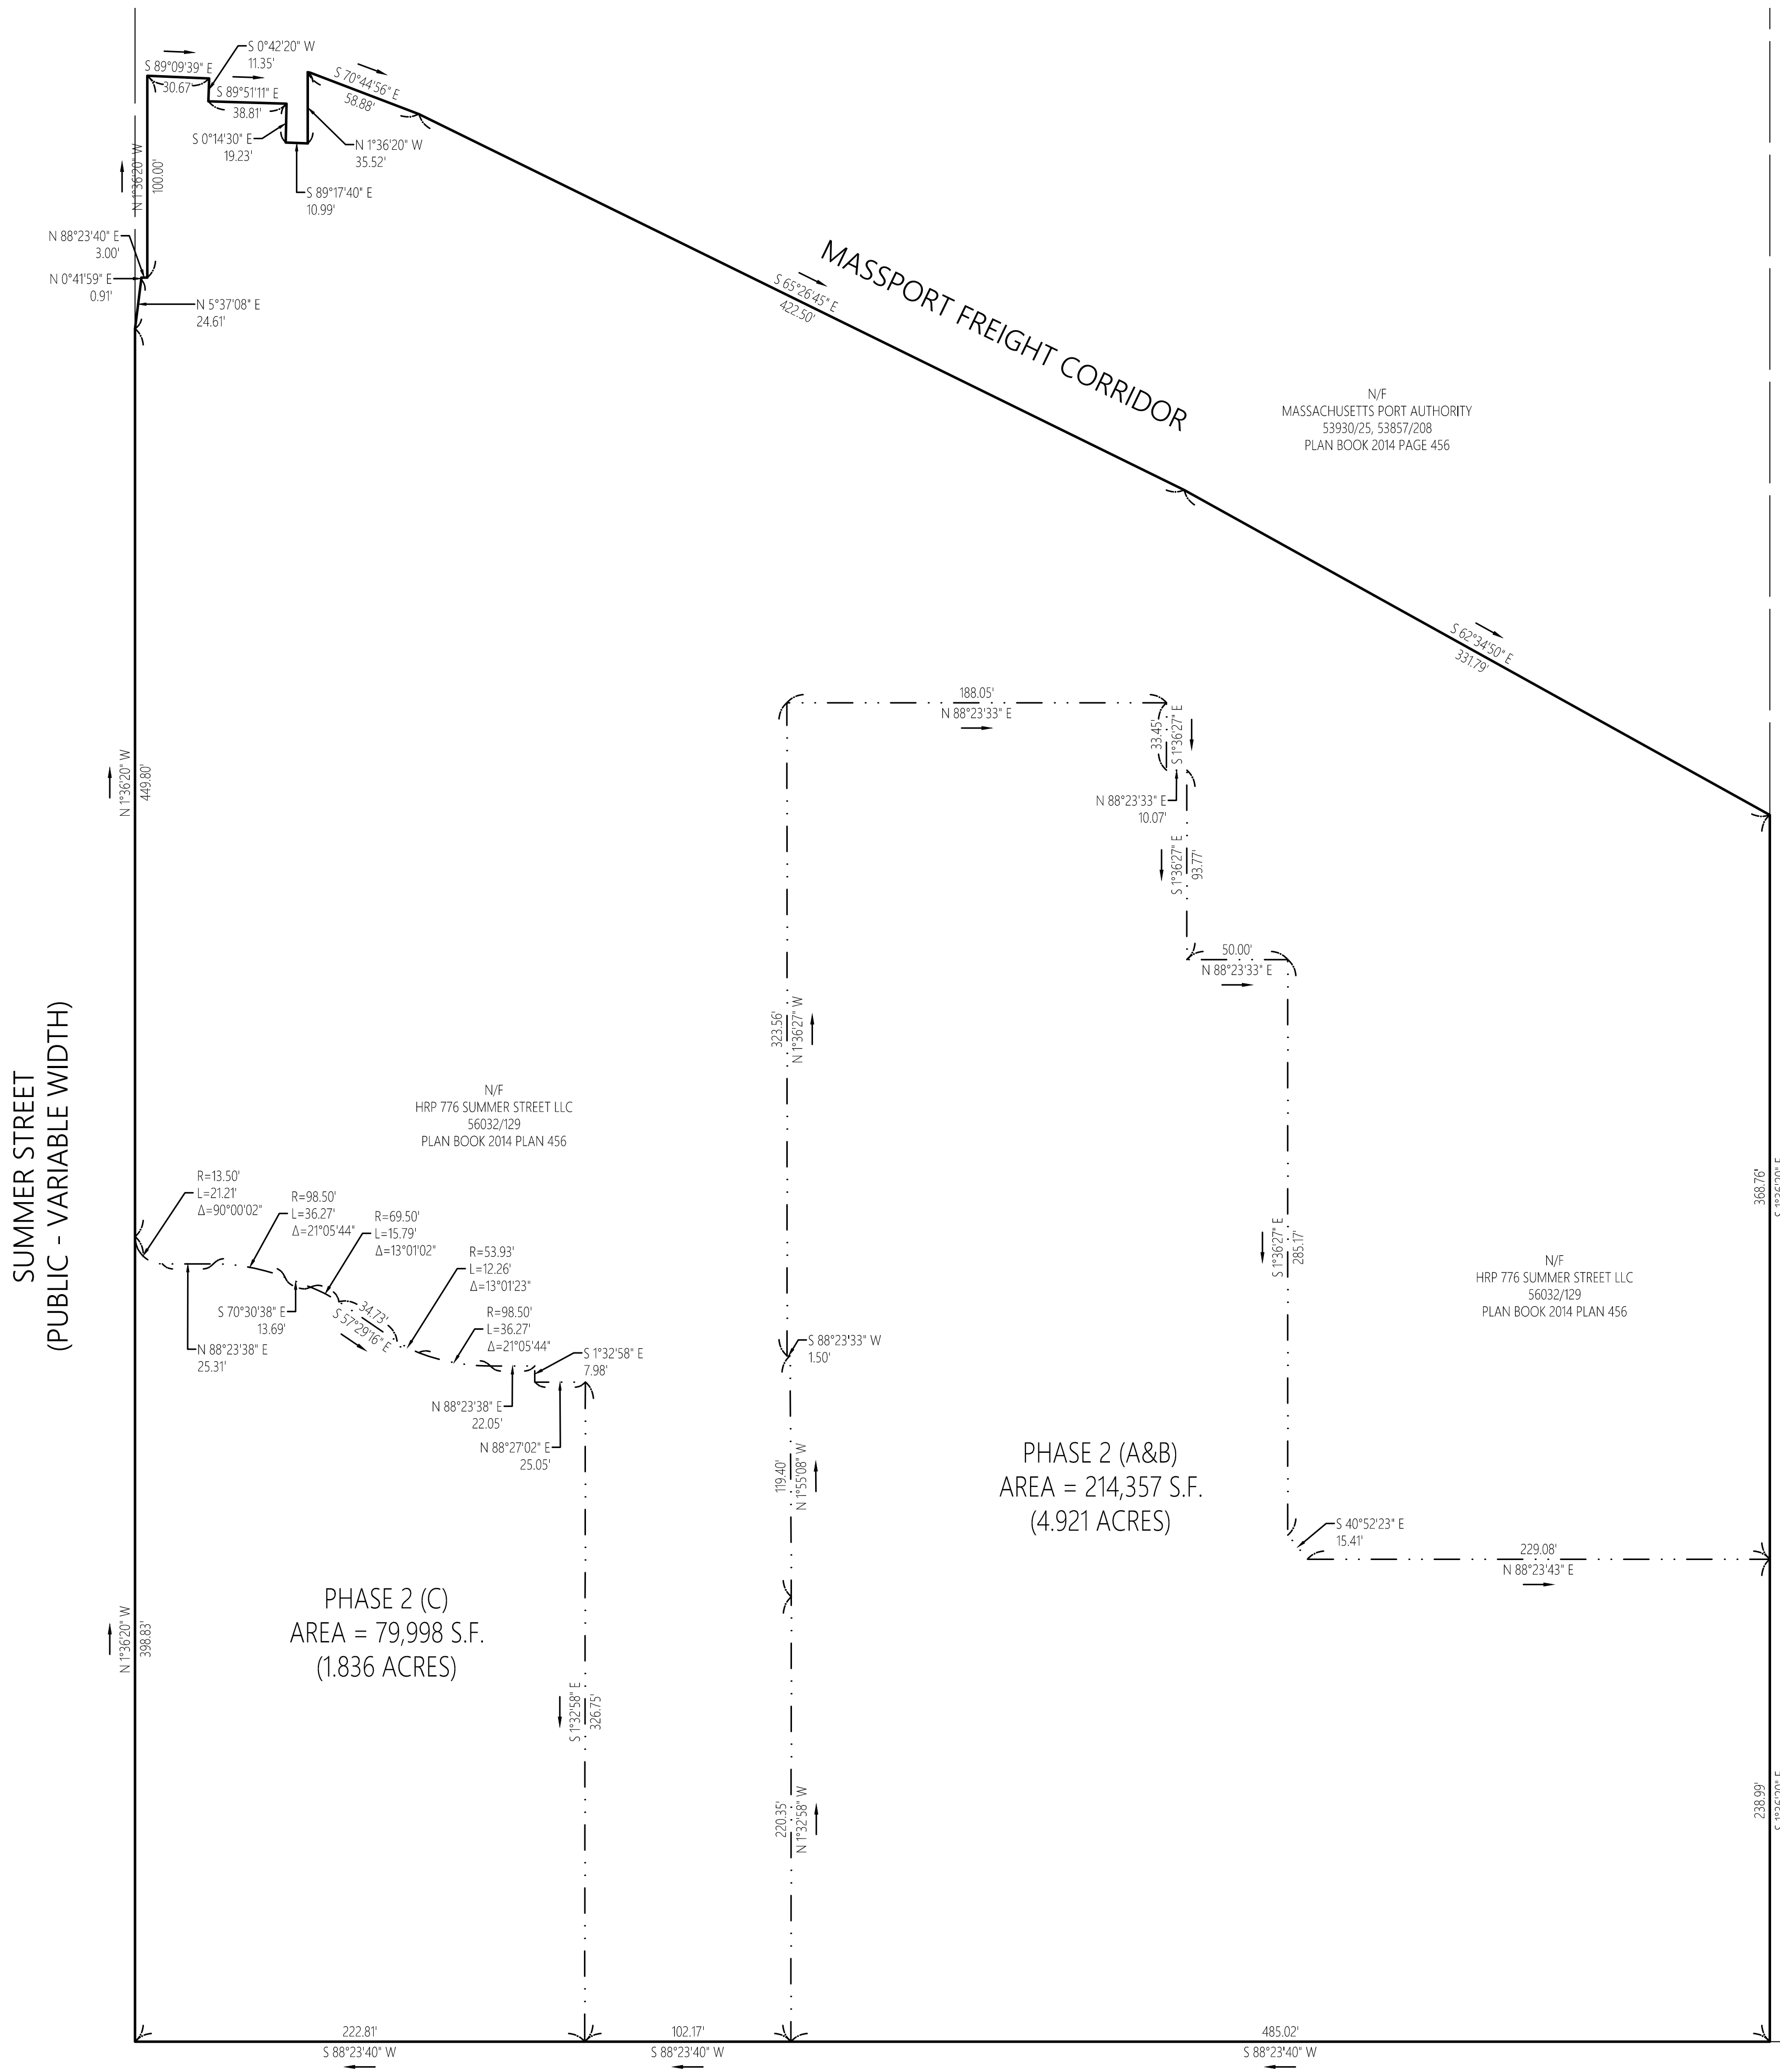 S 0°42'20" W
11.35'
S 89°09'39" E
30.67'
S 89°51'11" E
38.81'
S 70°44'56" E
58.88'
S 0°14'30" E
19.23'
N 1°36'20" W
35.52'
S 89°17'40" E
10.99'
N 1°36'20" W
100.00'
N 88°23'40" E
3.00'
N 0°41'59" E
0.91'
N 5°37'08" E
24.61'
S 65°26'45" E
422.50'
MASSPORT FREIGHT CORRIDOR
N/F
MASSACHUSETTS PORT AUTHORITY
53930/25, 53857/208
PLAN BOOK 2014 PAGE 456
S 62°34'50" E
331.79'
188.05'
N 88°23'33" E
33.45'
S 1°36'27" E
N 88°23'33" E
10.07'
S 1°36'27" E
93.77'
50.00'
N 88°23'33" E
N 1°36'20" W
449.80'
323.56'
N 1°36'27" W
SUMMER STREET
(PUBLIC - VARIABLE WIDTH)
N/F
HRP 776 SUMMER STREET LLC
56032/129
PLAN BOOK 2014 PLAN 456
R=13.50'
L=21.21'
Δ=90°00'02"
R=98.50'
L=36.27'
Δ=21°05'44"
R=69.50'
L=15.79'
Δ=13°01'02"
R=53.93'
L=12.26'
Δ=13°01'23"
R=98.50'
L=36.27'
Δ=21°05'44"
S 70°30'38" E
13.69'
34.73'
S 57°29'16" E
N 88°23'38" E
25.31'
S 1°32'58" E
7.98'
N 88°23'38" E
22.05'
N 88°27'02" E
25.05'
S 88°23'33" W
1.50'
S 1°36'27" E
285.17'
368.76'
S 1°36'20" E
N/F
HRP 776 SUMMER STREET LLC
56032/129
PLAN BOOK 2014 PLAN 456
119.40'
N 1°55'08" W
PHASE 2 (A&B)
AREA = 214,357 S.F.
(4.921 ACRES)
S 40°52'23" E
15.41'
229.08'
N 88°23'43" E
N 1°36'20" W
398.83'
PHASE 2 (C)
AREA = 79,998 S.F.
(1.836 ACRES)
S 1°32'58" E
326.75'
220.35'
N 1°32'58" W
238.99'
S 1°36'20" E
222.81'
S 88°23'40" W
102.17'
S 88°23'40" W
485.02'
S 88°23'40" W